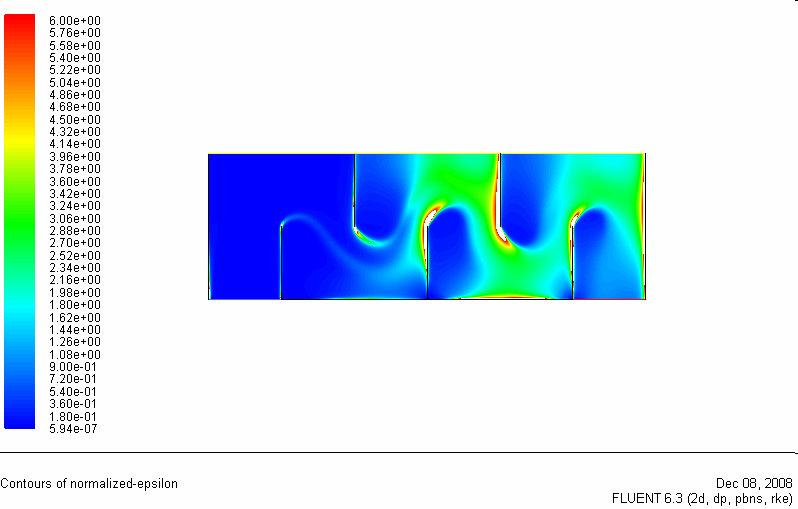 6.00e+00
5.76e+00
5.58e+00
5.40e+00
5.22e+00
5.04e+00
4.86e+00
4.68e+00
4.50e+00
4.32e+00
4.14e+00
3.96e+00
3.78e+00
3.60e+00
3.42e+00
3.24e+00
3.06e+00
2.88e+00
2.70e+00
2.52e+00
2.34e+00
2.16e+00
1.98e+00
1.80e+00
1.62e+00
1.44e+00
1.26e+00
1.08e+00
9.00e-01
7.20e-01
5.40e-01
3.60e-01
1.80e-01
5.94e-07
Contours of normalized-epsilon
Dec 08, 2008
FLUENT 6.3 (2d, dp, pbns, rke)